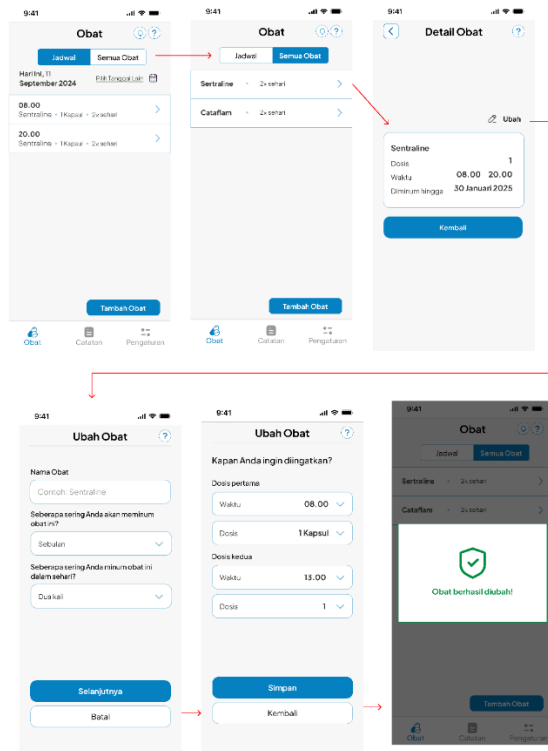 9:41
Obat
?
Jadwal
Semua Obat
Hari Ini, 11
September 2024
Pilih Tanggal Lain
08.00
Sentraline - 1 Kapsul - 2x sehari
20.00
Sentraline - 1 Kapsul - 2x sehari
Tambah Obat
Obat
Catatan
Pengaturan
9:41
Obat
?
Jadwal
Semua Obat
Sertraline - 2x sehari
Cataflam - 2x sehari
Tambah Obat
Obat
Catatan
Pengaturan
9:41
Detail Obat
?
Ubah
Sentraline
Dosis 1
Waktu 08.00 20.00
Diminum hingga 30 Januari 2025
Kembali
9:41
Ubah Obat
?
Nama Obat
Contoh: Sentraline
Seberapa sering Anda akan meminum
obat ini?
Sebulan
Seberapa sering Anda minum obat ini
dalam sehari?
Dua kali
Selanjutnya
Batal
9:41
Ubah Obat
?
Kapan Anda ingin diingatkan?
Dosis pertama
Waktu 08.00
Dosis 1 Kapsul
Dosis kedua
Waktu 13.00
Dosis 1
Simpan
Kembali
9:41
Obat
?
Jadwal
Semua Obat
Sertraline - 2x sehari
Cataflam - 2x sehari
Obat berhasil diubah!
Tambah Obat
Obat
Catatan
Pengaturan